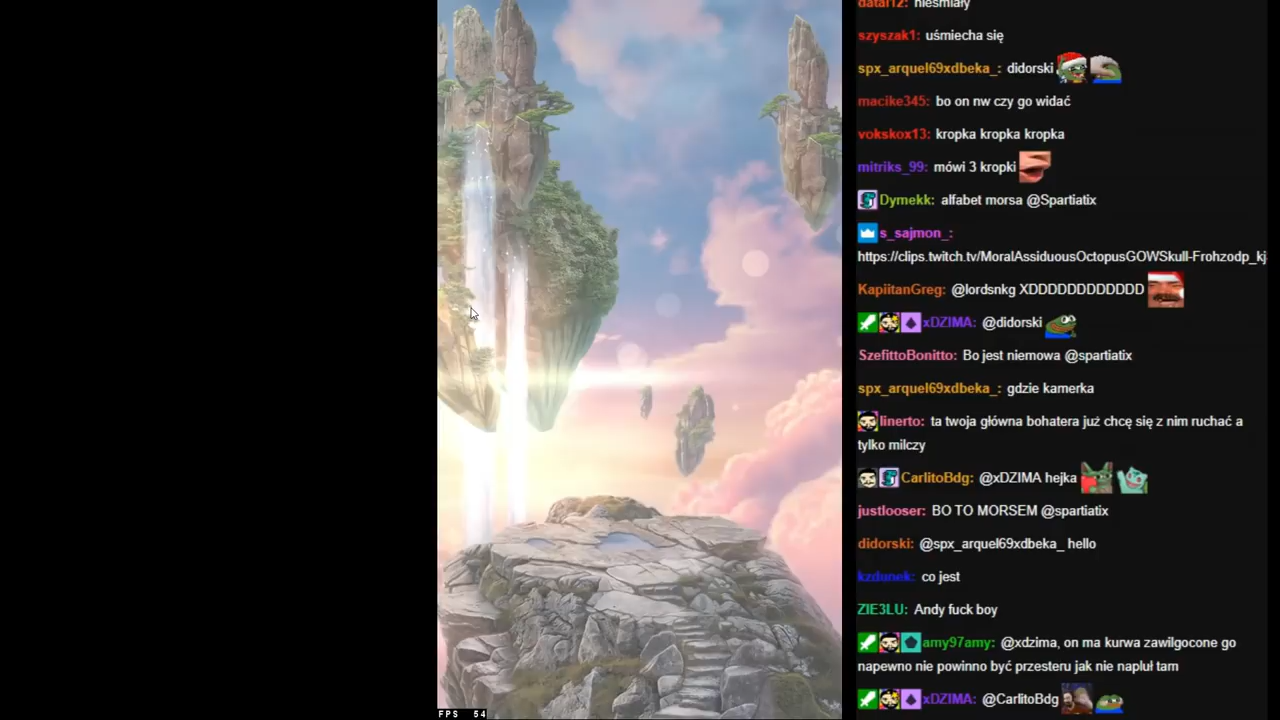 datai12: nieśmiały
szyszak1: uśmiecha się
spx_arquel69xdbeka_: didorski
macike345: bo on nw czy go widać
vokskox13: kropka kropka kropka
mitriks_99: mówi 3 kropki
Dymekk: alfabet morsa @Spartiatix
s_sajmon_:
https://clips.twitch.tv/MoralAssiduousOctopusGOWSkull-Frohzodp_kj
KapiitanGreg: @lordsnkg XDDDDDDDDDDDD
xDZIMA: @didorski
SzefittoBonitto: Bo jest niemowa @spartiatix
spx_arquel69xdbeka_: gdzie kamerka
linerto: ta twoja główna bohatera już chcę się z nim ruchać a
tylko milczy
CarlitoBdg: @xDZIMA hejka
justlooser: BO TO MORSEM @spartiatix
didorski: @spx_arquel69xdbeka_ hello
kzdunek: co jest
ZIE3LU: Andy fuck boy
amy97amy: @xdzima, on ma kurwa zawilgocone go
napewno nie powinno być przesteru jak nie napluł tam
xDZIMA: @CarlitoBdg
FPS 54